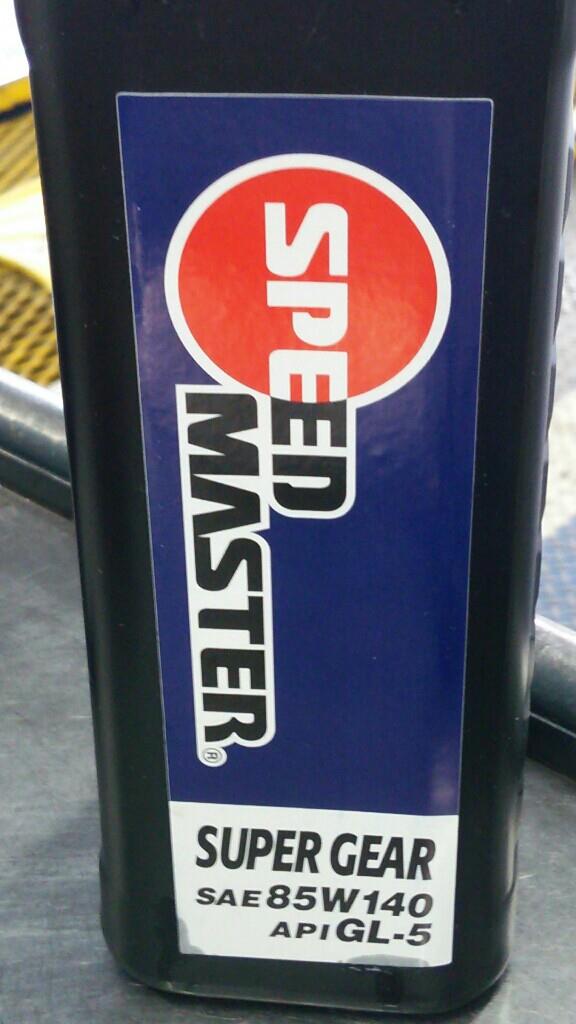 SPEED
MASTER®
SUPER GEAR
SAE 85W140
API GL-5